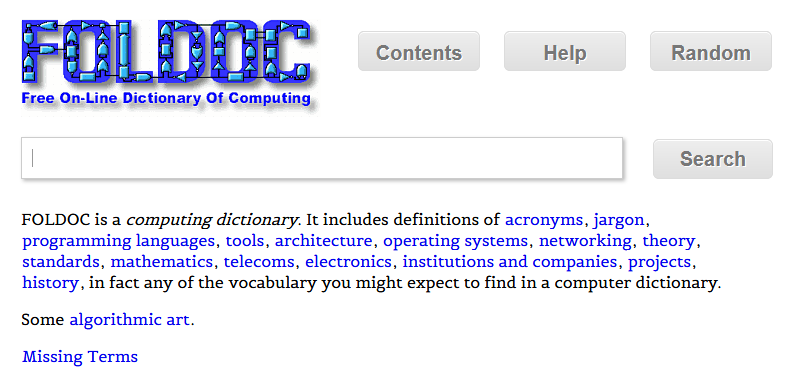 FOLDOC
Free On-Line Dictionary Of Computing
Contents
Help
Random
Search
FOLDOC is a computing dictionary. It includes definitions of acronyms, jargon,
programming languages, tools, architecture, operating systems, networking, theory,
standards, mathematics, telecoms, electronics, institutions and companies, projects,
history, in fact any of the vocabulary you might expect to find in a computer dictionary.
Some algorithmic art.
Missing Terms